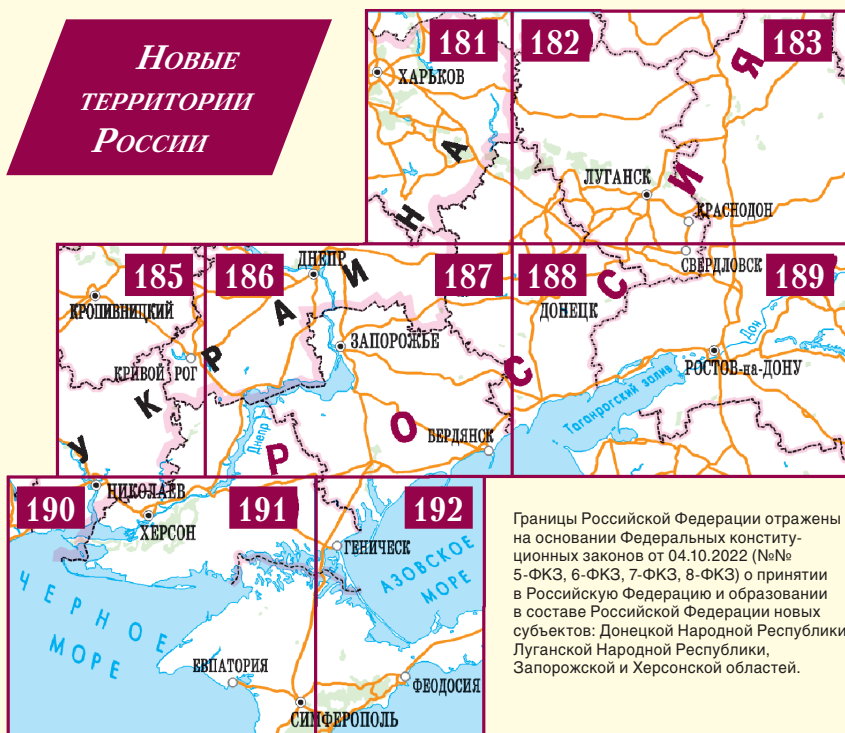 Новые
территории
России
181
182
183
ХАРЬКОВ
ЛУГАНСК
КРАСНОДОН
СВЕРДЛОВСК
185
186
187
188
189
ДНЕПР
КРОПИВНИЦКИЙ
ДОНЕЦК
ЗАПОРОЖЬЕ
КРИВОЙ РОГ
Дон
РОСТОВ-на-ДОНУ
Таганрогский залив
Днепр
БЕРДЯНСК
УКРАИНА
РОССИЯ
190
191
192
НИКОЛАЕВ
ХЕРСОН
ГЕНИЧЕСК
АЗОВСКОЕ
МОРЕ
ЧЕРНОЕ
МОРЕ
ЕВПАТОРИЯ
ФЕОДОСИЯ
СИМФЕРОПОЛЬ
Границы Российской Федерации отражены
на основании Федеральных конститу-
ционных законов от 04.10.2022 (№№
5-ФКЗ, 6-ФКЗ, 7-ФКЗ, 8-ФКЗ) о принятии
в Российскую Федерацию и образовании
в составе Российской Федерации новых
субъектов: Донецкой Народной Республики
Луганской Народной Республики,
Запорожской и Херсонской областей.